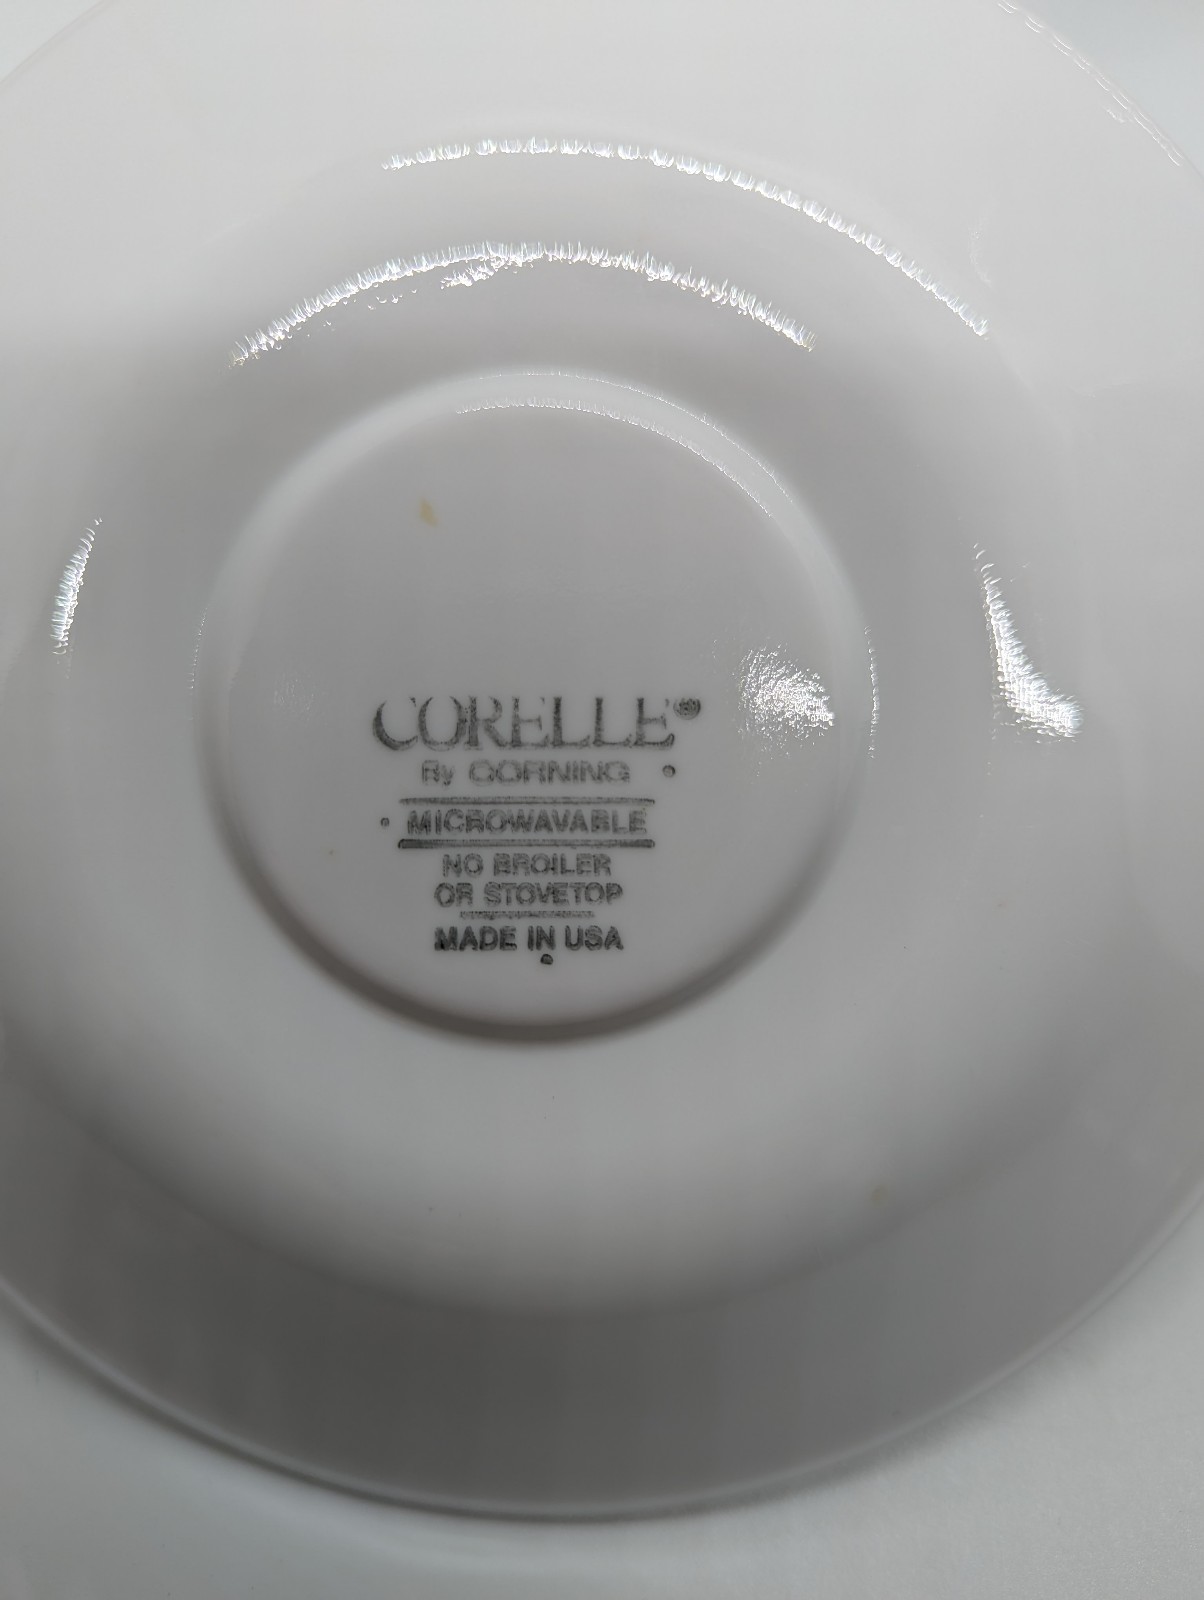 CORELLE®
By CORNING
MICROWAVABLE
NO BROILER
OR STOVETOP
MADE IN USA